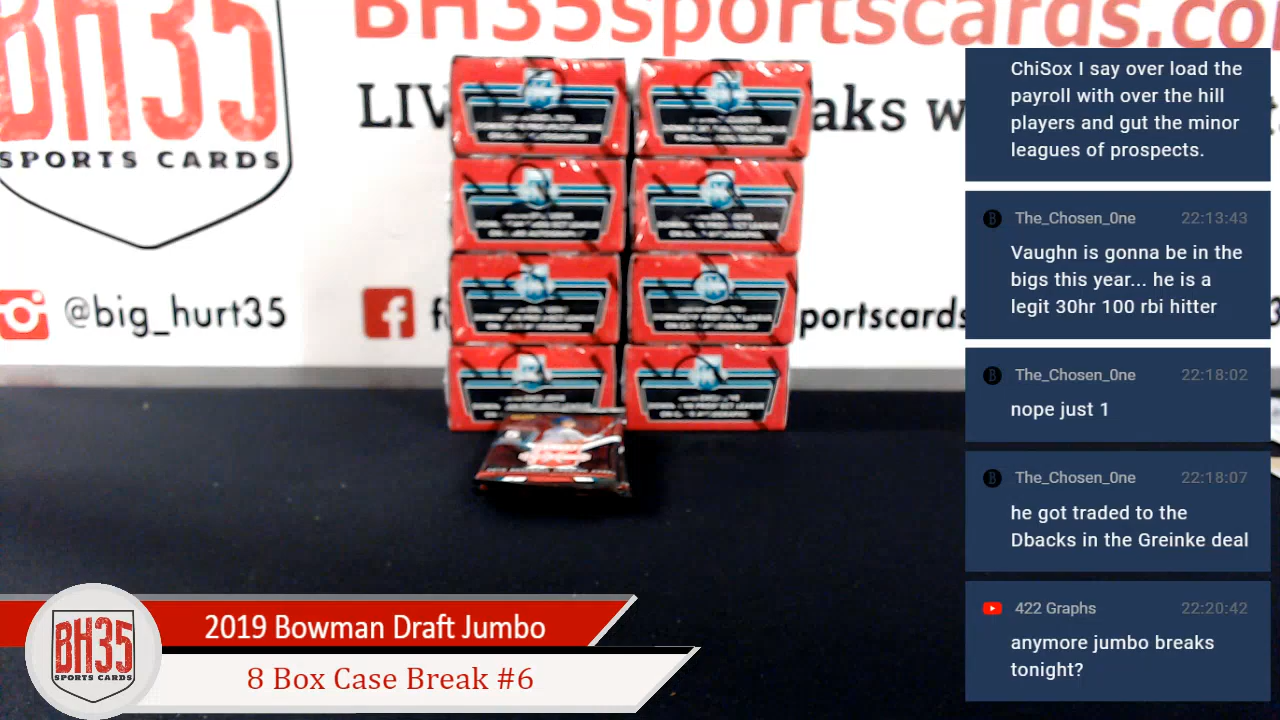 BH35
SPORTS CARDS
BH35sportscards.co
LIV
aks w
@big_hurt35
f
portscards
ChiSox I say over load the
payroll with over the hill
players and gut the minor
leagues of prospects.
The_Chosen_0ne 22:13:43
Vaughn is gonna be in the
bigs this year... he is a
legit 30hr 100 rbi hitter
The_Chosen_0ne 22:18:02
nope just 1
The_Chosen_0ne 22:18:07
he got traded to the
Dbacks in the Greinke deal
422 Graphs 22:20:42
anymore jumbo breaks
tonight?
BH35
SPORTS CARDS
2019 Bowman Draft Jumbo
8 Box Case Break #6